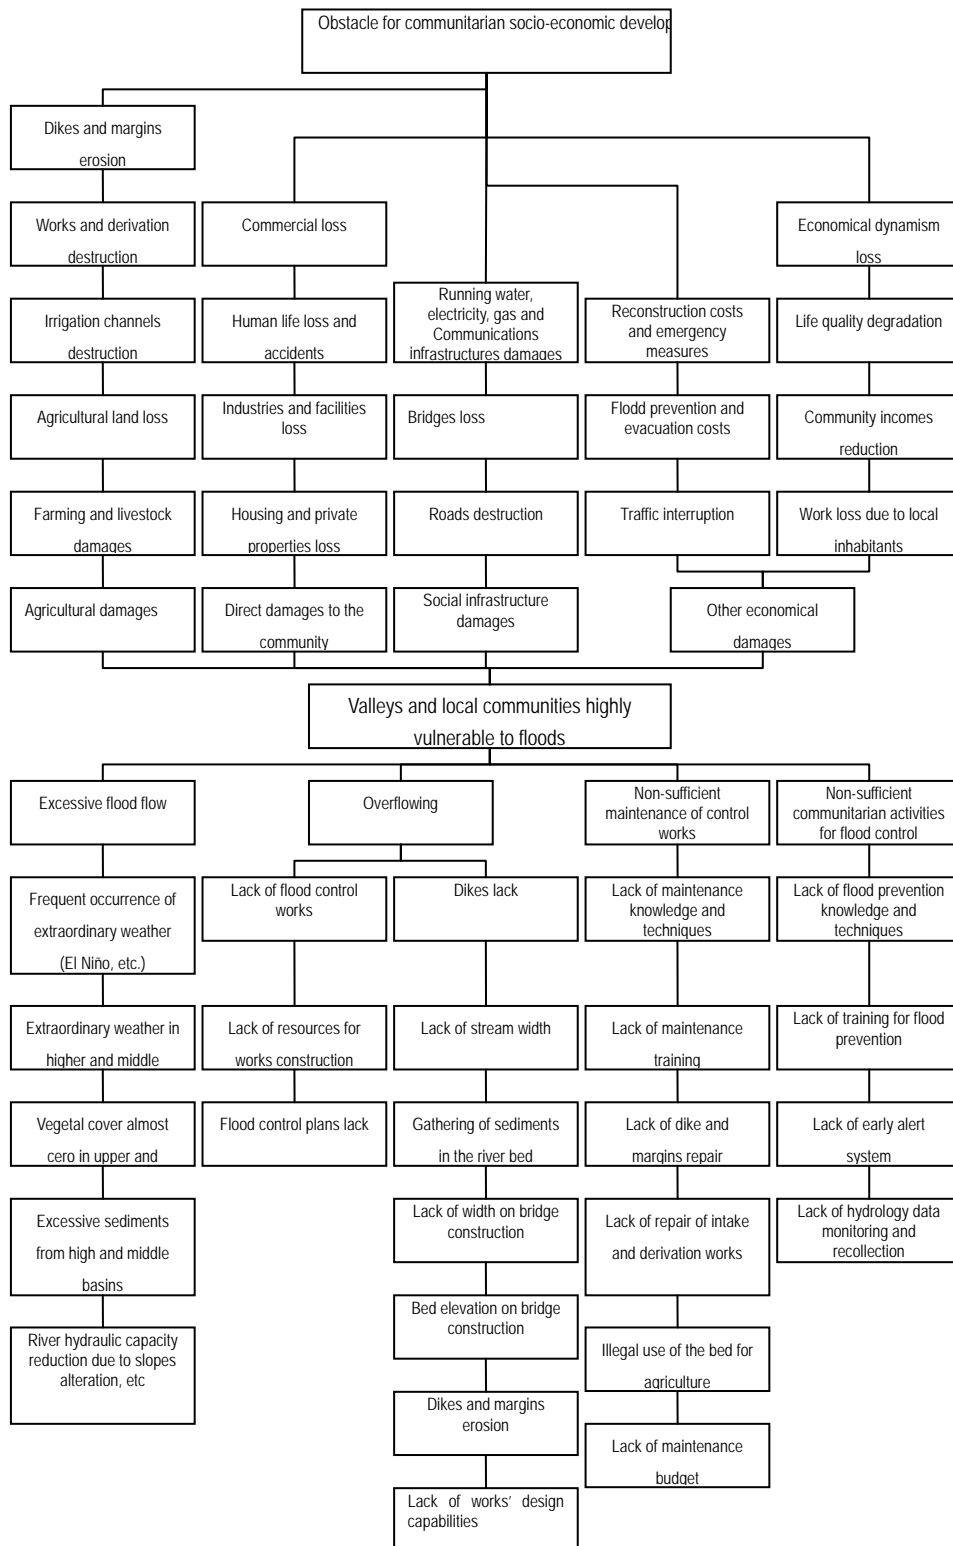 Obstacle for communitarian socio-economic develop
Dikes and margins
erosion
Works and derivation
destruction
Commercial loss
Economical dynamism
loss
Irrigation channels
destruction
Human life loss and
accidents
Running water,
electricity, gas and
Communications
infrastructures damages
Reconstruction costs
and emergency
measures
Life quality degradation
Agricultural land loss
Industries and facilities
loss
Bridges loss
Flodd prevention and
evacuation costs
Community incomes
reduction
Farming and livestock
damages
Housing and private
properties loss
Roads destruction
Traffic interruption
Work loss due to local
inhabitants
Agricultural damages
Direct damages to the
community
Social infrastructure
damages
Other economical
damages
Valleys and local communities highly
vulnerable to floods
Excessive flood flow
Overflowing
Non-sufficient
maintenance of control
works
Non-sufficient
communitarian activities
for flood control
Frequent occurrence of
extraordinary weather
(El Niño, etc.)
Lack of flood control
works
Dikes lack
Lack of maintenance
knowledge and
techniques
Lack of flood prevention
knowledge and
techniques
Extraordinary weather in
higher and middle
Lack of resources for
works construction
Lack of stream width
Lack of maintenance
training
Lack of training for flood
prevention
Vegetal cover almost
cero in upper and
Flood control plans lack
Gathering of sediments
in the river bed
Lack of dike and
margins repair
Lack of early alert
system
Excessive sediments
from high and middle
basins
Lack of width on bridge
construction
Lack of repair of intake
and derivation works
Lack of hydrology data
monitoring and
recollection
River hydraulic capacity
reduction due to slopes
alteration, etc
Bed elevation on bridge
construction
Illegal use of the bed for
agriculture
Dikes and margins
erosion
Lack of maintenance
budget
Lack of works' design
capabilities